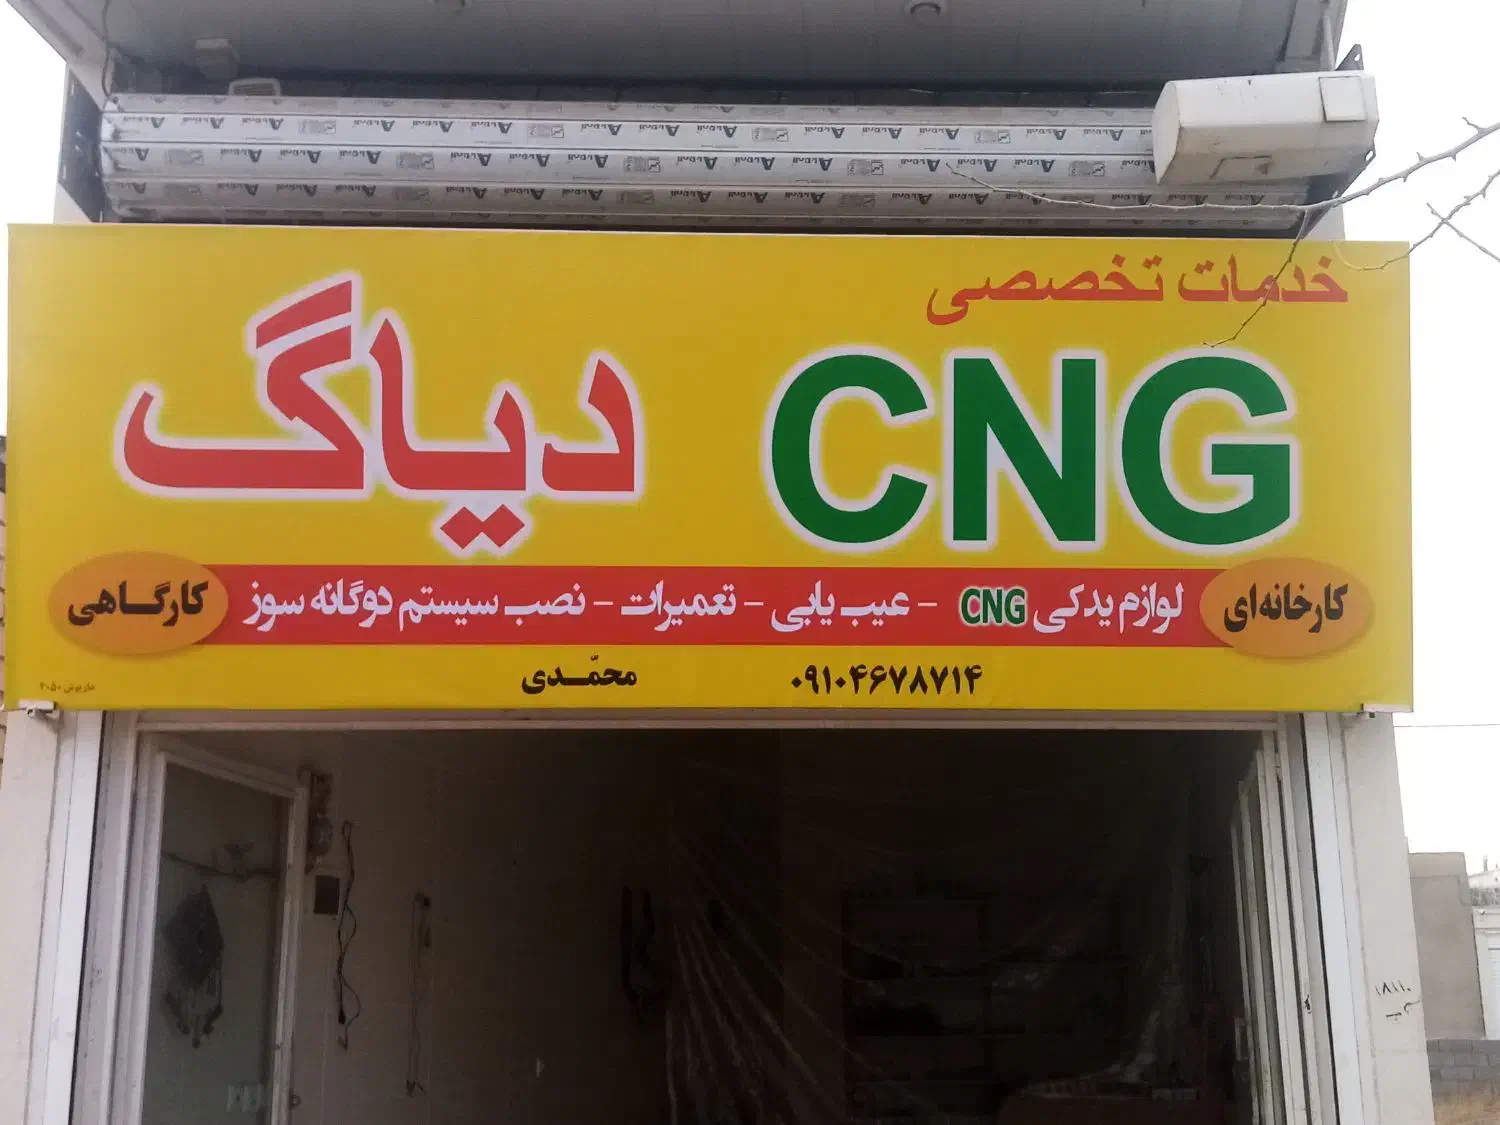 خدمات تخصصی
CNG دیاگ
کارخانه‌ای لوازم یدکی CNG - عیب یابی - تعمیرات - نصب سیستم دوگانه سوز کارگاهی
۰۹۱۰۴۶۷۸۷۱۴ محمّدی